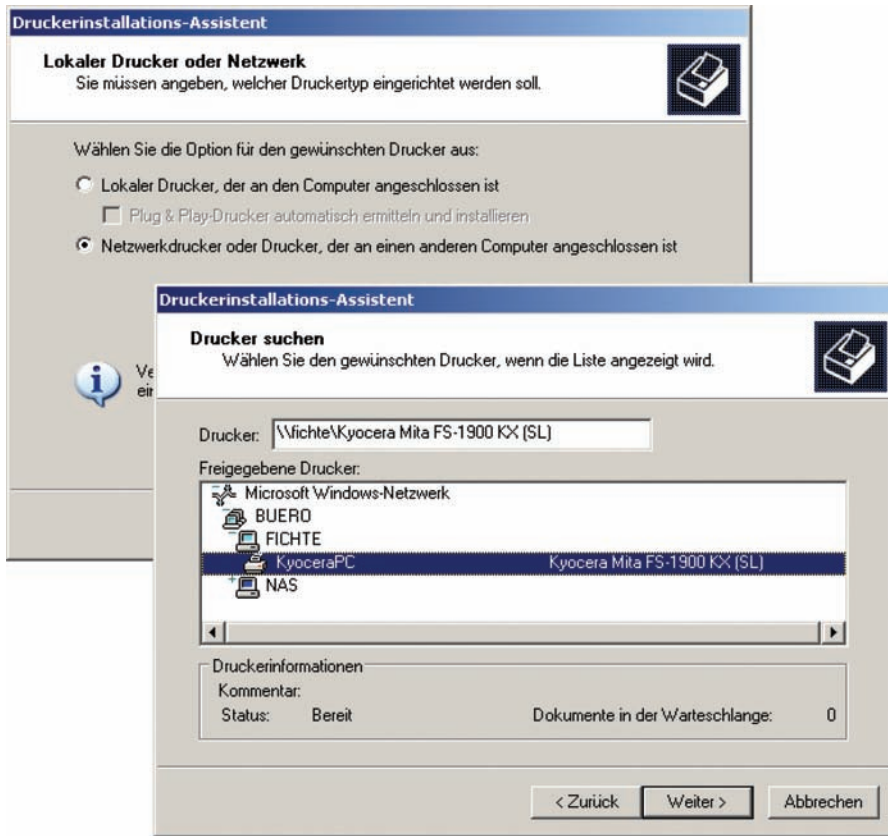 Druckerinstallations-Assistent
Lokaler Drucker oder Netzwerk
Sie müssen angeben, welcher Druckertyp eingerichtet werden soll.
Wählen Sie die Option für den gewünschten Drucker aus:
Lokaler Drucker, der an den Computer angeschlossen ist
Plug & Play-Drucker automatisch ermitteln und installieren
Netzwerkdrucker oder Drucker, der an einen anderen Computer angeschlossen ist
Druckerinstallations-Assistent
Drucker suchen
Wählen Sie den gewünschten Drucker, wenn die Liste angezeigt wird.
Drucker: \\fichte\Kyocera Mita FS-1900 KX (SL)
Freigegebene Drucker:
Microsoft Windows-Netzwerk
BUERO
FICHTE
KyoceraPC Kyocera Mita FS-1900 KX (SL)
NAS
Druckerinformationen
Kommentar:
Status: Bereit Dokumente in der Warteschlange: 0
< Zurück Weiter > Abbrechen